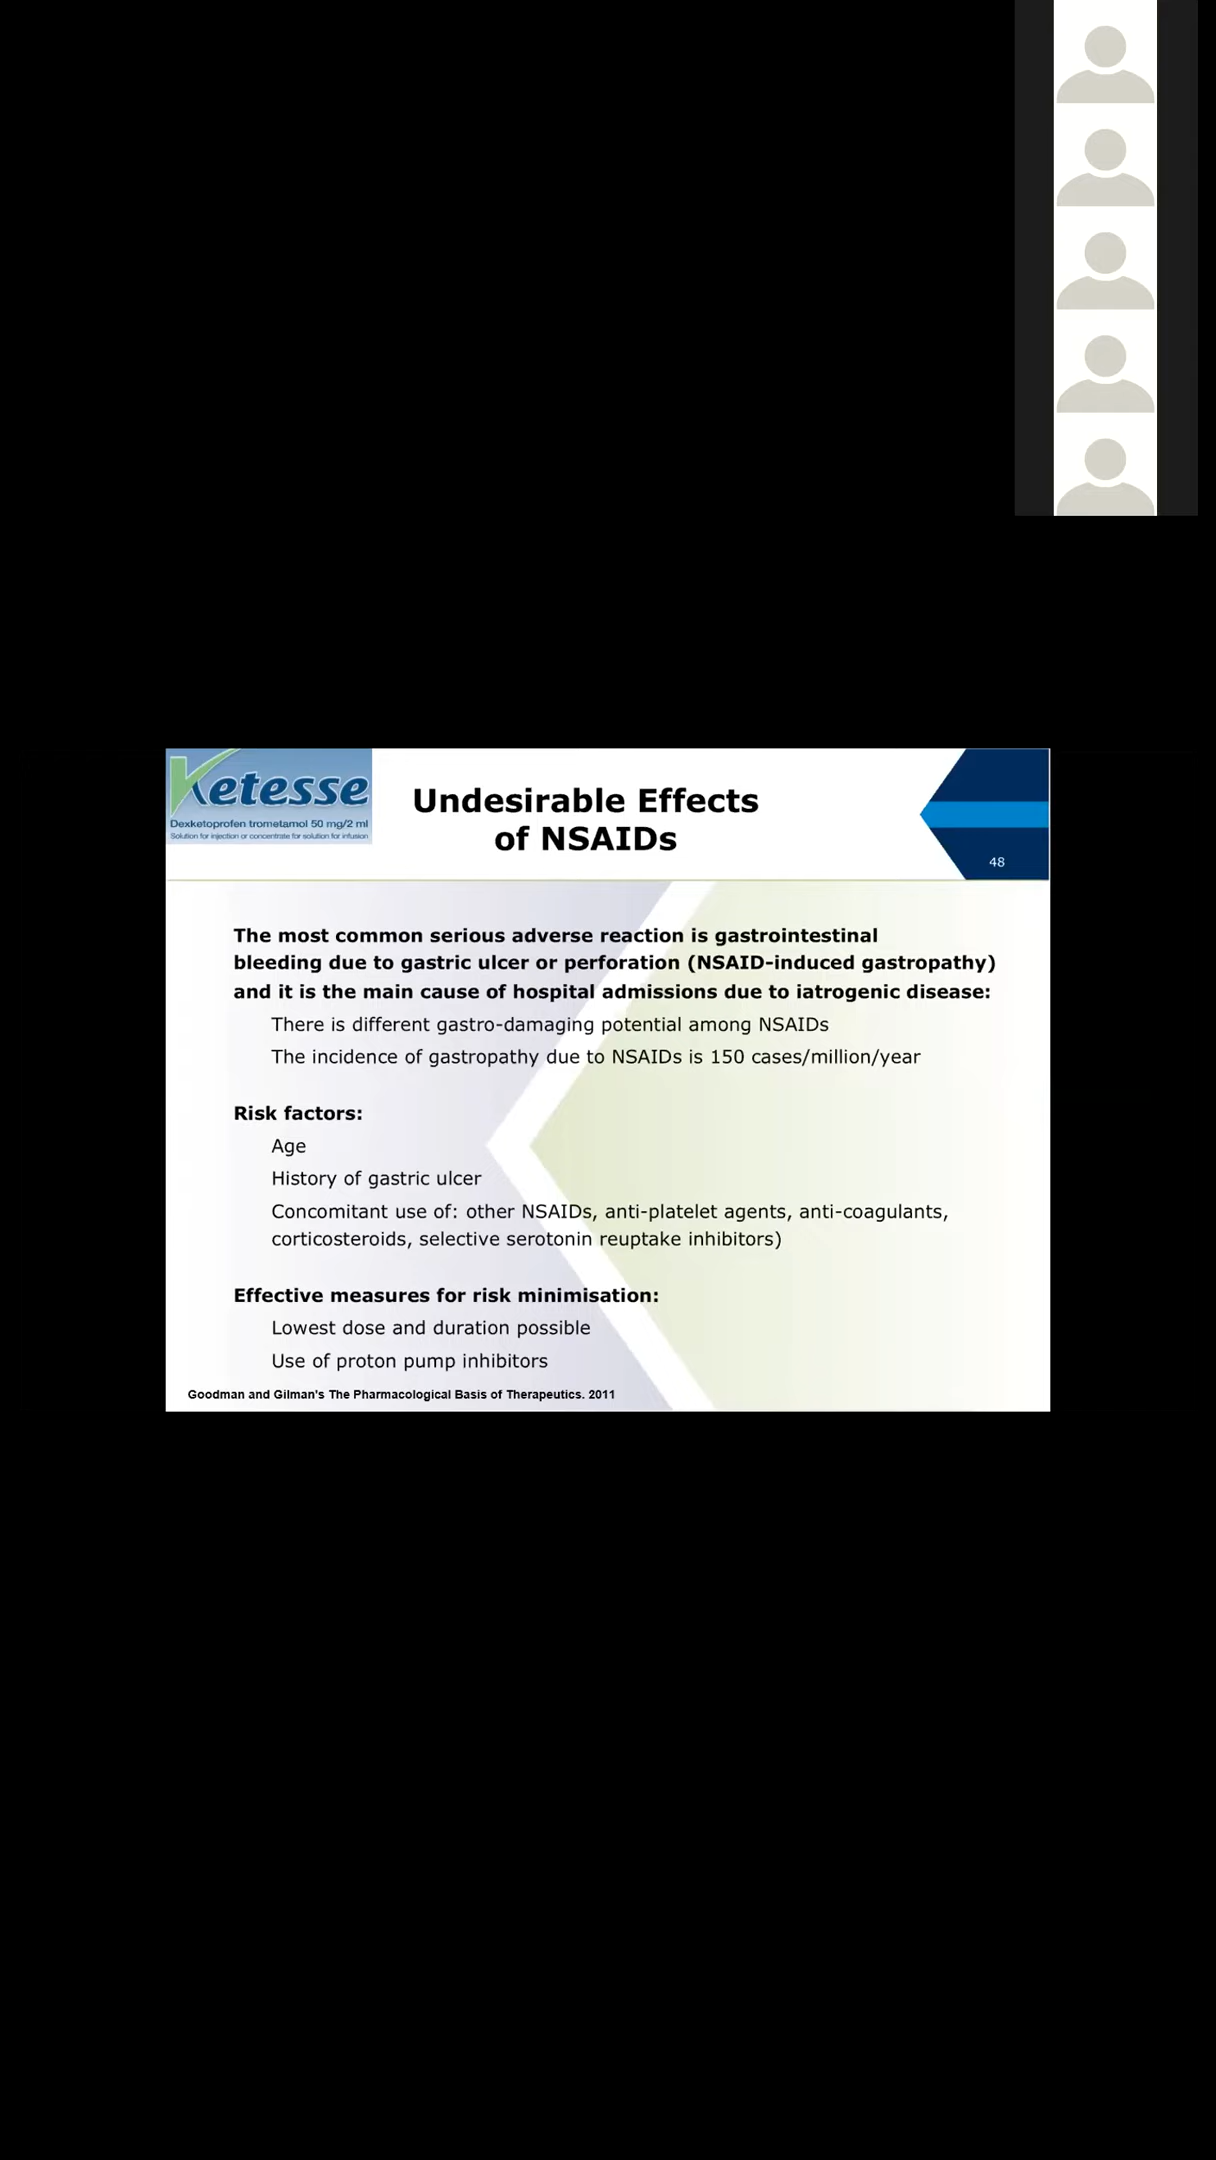 Ketesse
Dexketoprofen trometamol 50 mg/2 ml
Solution for injection or concentrate for solution for infusion
Undesirable Effects
of NSAIDs
48
The most common serious adverse reaction is gastrointestinal
bleeding due to gastric ulcer or perforation (NSAID-induced gastropathy)
and it is the main cause of hospital admissions due to iatrogenic disease:
There is different gastro-damaging potential among NSAIDs
The incidence of gastropathy due to NSAIDs is 150 cases/million/year
Risk factors:
Age
History of gastric ulcer
Concomitant use of: other NSAIDs, anti-platelet agents, anti-coagulants,
corticosteroids, selective serotonin reuptake inhibitors)
Effective measures for risk minimisation:
Lowest dose and duration possible
Use of proton pump inhibitors
Goodman and Gilman's The Pharmacological Basis of Therapeutics. 2011